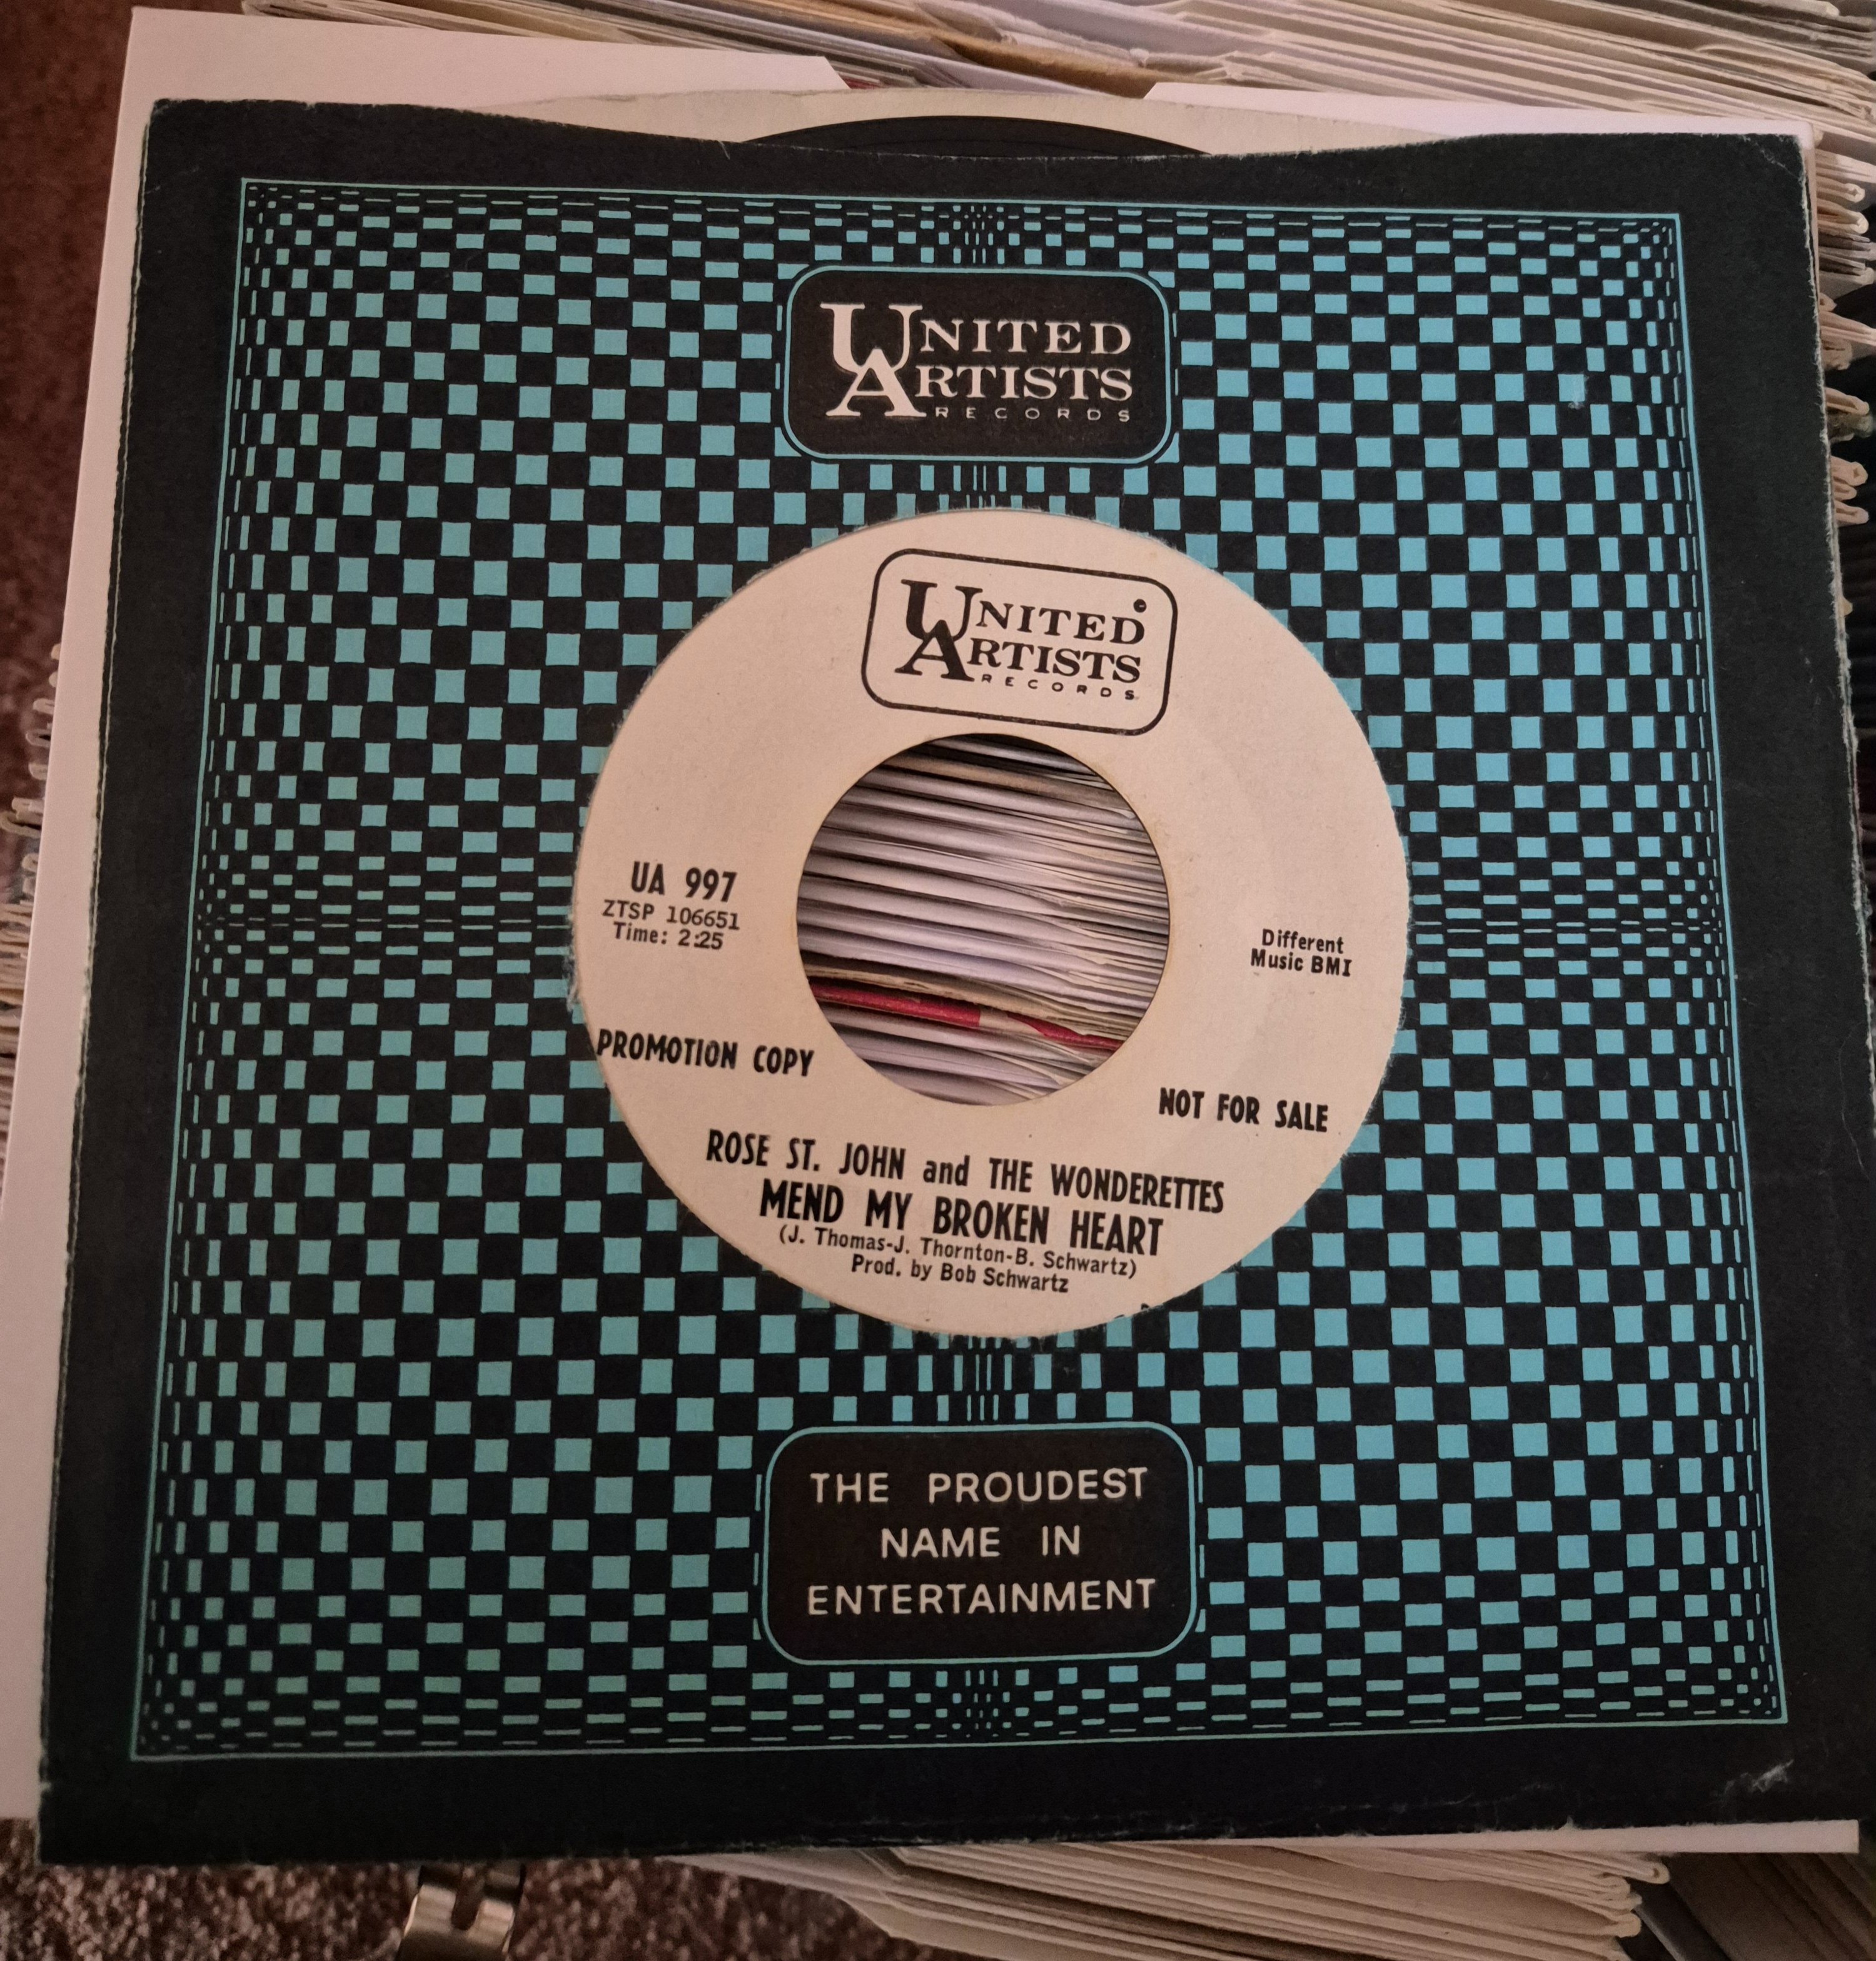 UNITED
ARTISTS
RECORDS
UNITED
ARTISTS
RECORDS
UA 997
ZTSP 106651
Time: 2:25
Different
Music BMI
PROMOTION COPY
NOT FOR SALE
ROSE ST. JOHN and THE WONDERETTES
MEND MY BROKEN HEART
(J. Thomas-J. Thornton-B. Schwartz)
Prod. by Bob Schwartz
THE PROUDEST
NAME IN
ENTERTAINMENT